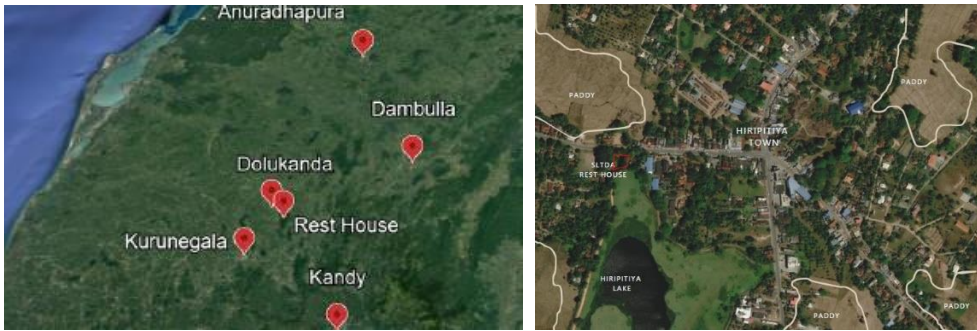 Anuradhapura
Dambulla
Dolukanda
Rest House
Kurunegala
Kandy
PADDY
PADDY
HIRIPITIYA
TOWN
SLTDA
REST HOUSE
HIRIPITIYA
LAKE
PADDY
PADDY